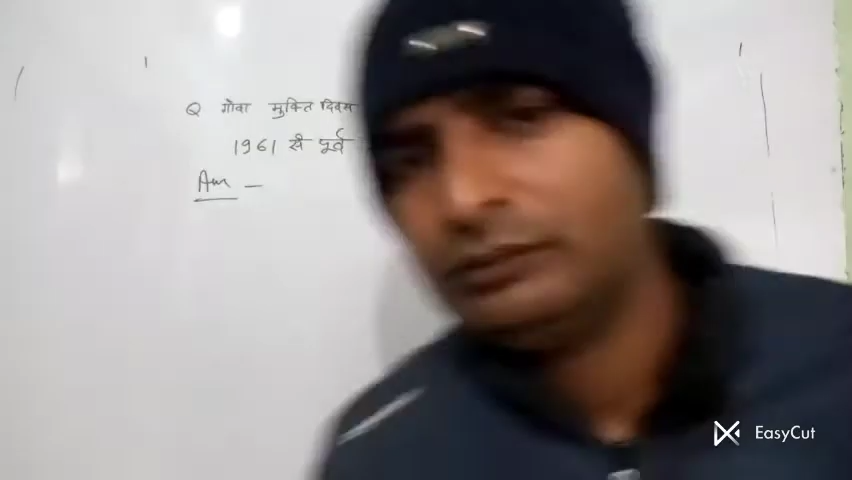 Q गोवा मुक्ति दिवस
1961 से पूर्व
Ans —
EasyCut